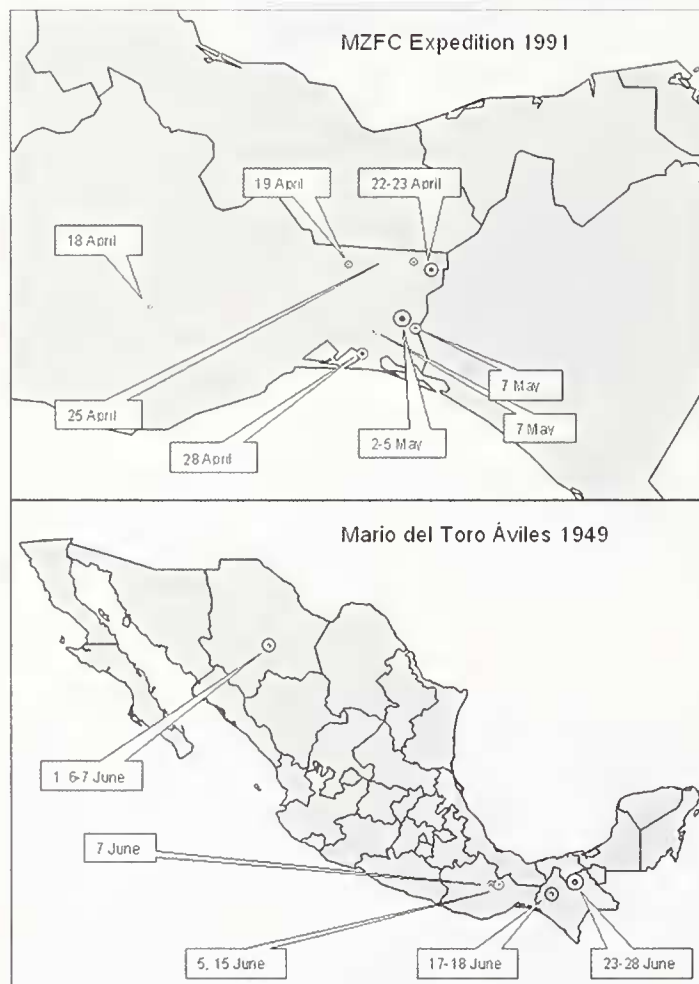 MZFC Expedition 1991
19 April
22-23 April
18 April
7 May
25 April
7 May
28 April
2-5 May
Mario del Toro Áviles 1949
1 6-7 June
7 June
5, 15 June
17-18 June
23-28 June